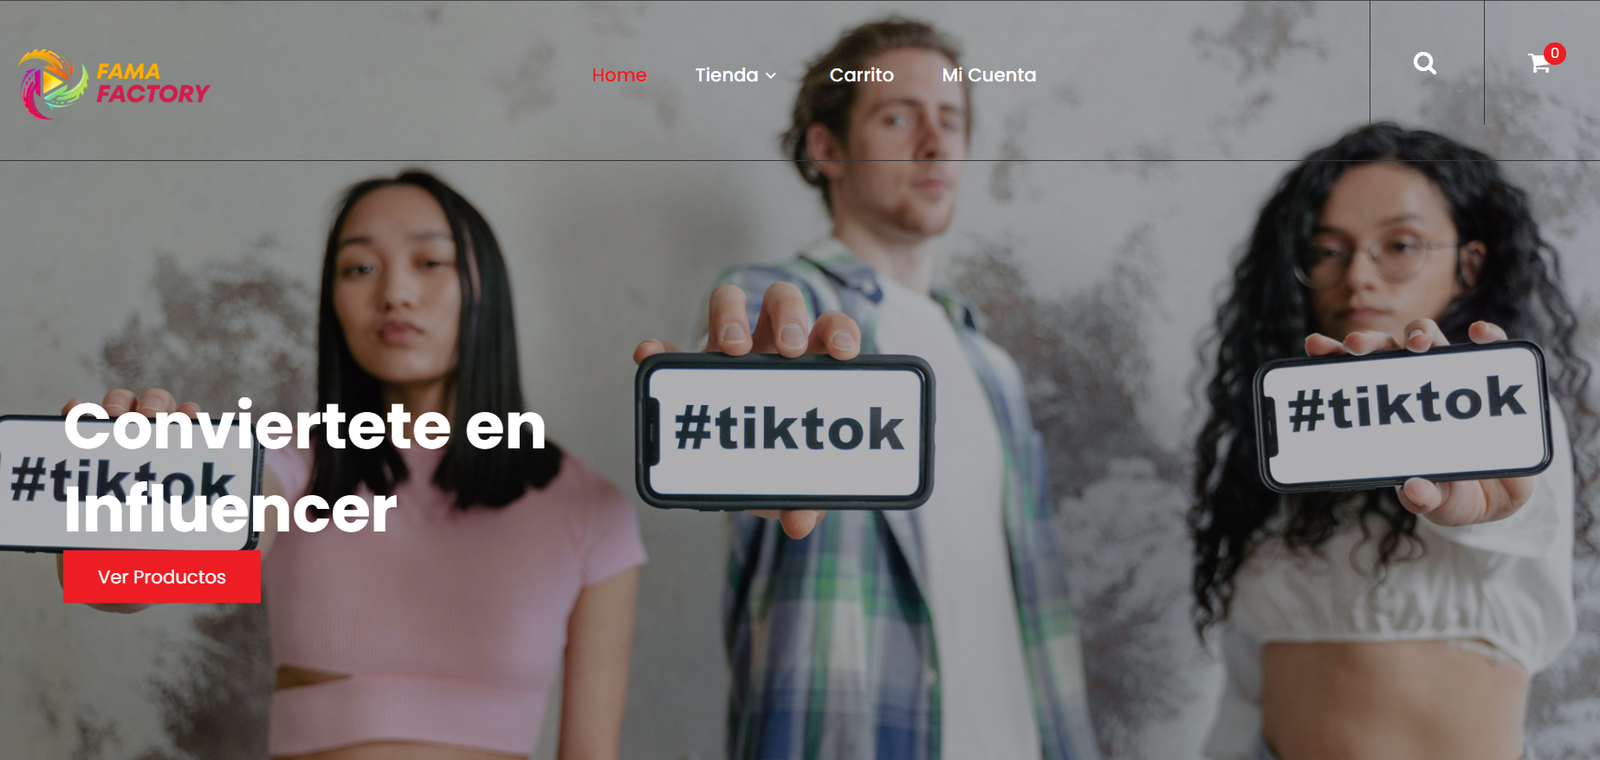 FAMA
FACTORY
Home
Tienda
Carrito
Mi Cuenta
0
#tiktok
#tiktok
#tiktok
Conviertete en
Influencer
Ver Productos